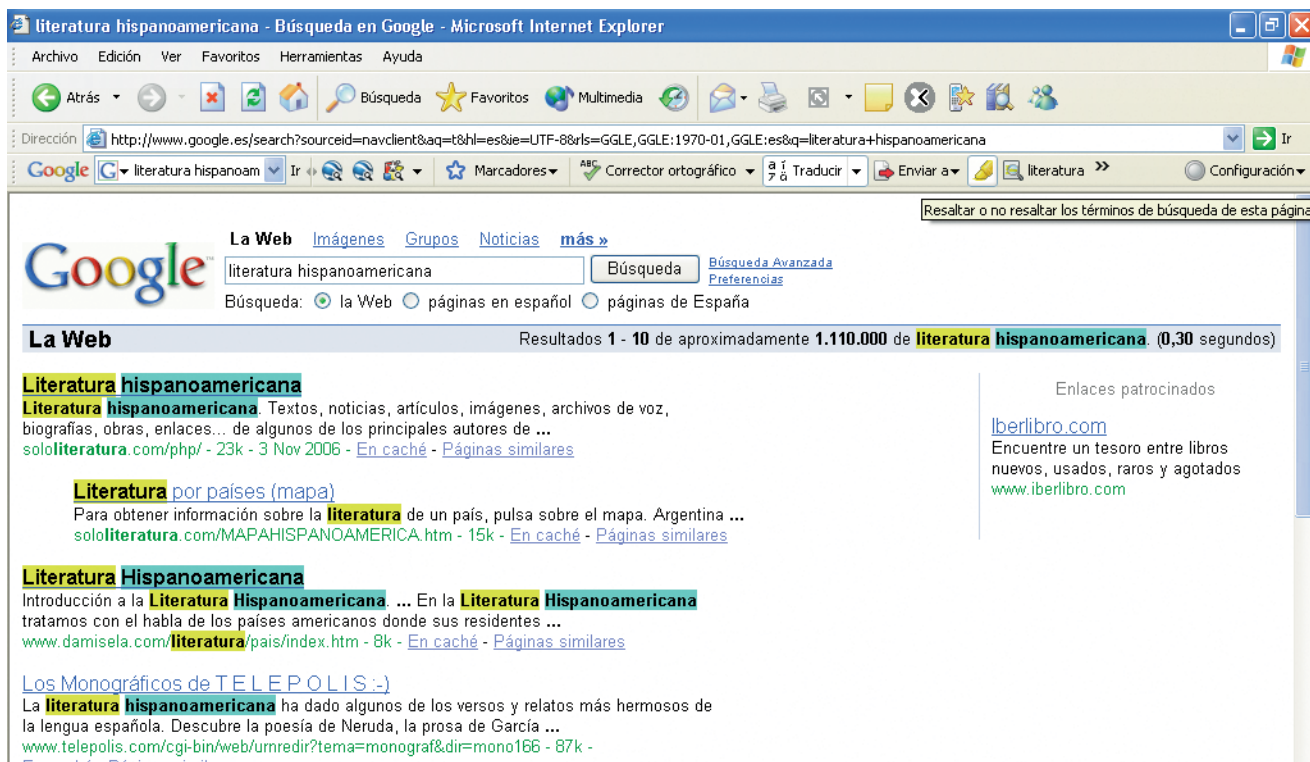 literatura hispanoamericana - Búsqueda en Google - Microsoft Internet Explorer
Archivo Edición Ver Favoritos Herramientas Ayuda
Atrás Búsqueda Favoritos Multimedia
Dirección http://www.google.es/search?sourceid=navclient&aq=t&hl=es&ie=UTF-8&rls=GGLE,GGLE:1970-01,GGLE:es&q=literatura+hispanoamericana Ir
Google G literatura hispanoam Ir Marcadores ABC Corrector ortográfico Traducir Enviar a literatura » Configuración
Resaltar o no resaltar los términos de búsqueda de esta página
La Web Imágenes Grupos Noticias más »
Google™ literatura hispanoamericana Búsqueda Búsqueda Avanzada
Preferencias
Búsqueda: la Web páginas en español páginas de España
La Web Resultados 1 - 10 de aproximadamente 1.110.000 de literatura hispanoamericana. (0,30 segundos)
Literatura hispanoamericana
Literatura hispanoamericana. Textos, noticias, artículos, imágenes, archivos de voz,
biografías, obras, enlaces... de algunos de los principales autores de ...
sololiteratura.com/php/ - 23k - 3 Nov 2006 - En caché - Páginas similares
Literatura por países (mapa)
Para obtener información sobre la literatura de un país, pulsa sobre el mapa. Argentina ...
sololiteratura.com/MAPAHISPANOAMERICA.htm - 15k - En caché - Páginas similares
Literatura Hispanoamericana
Introducción a la Literatura Hispanoamericana. ... En la Literatura Hispanoamericana
tratamos con el habla de los países americanos donde sus residentes ...
www.damisela.com/literatura/pais/index.htm - 8k - En caché - Páginas similares
Los Monográficos de T E L E P O L I S :-)
La literatura hispanoamericana ha dado algunos de los versos y relatos más hermosos de
la lengua española. Descubre la poesía de Neruda, la prosa de García ...
www.telepolis.com/cgi-bin/web/urnredir?tema=monograf&dir=mono166 - 87k -
Enlaces patrocinados
Iberlibro.com
Encuentre un tesoro entre libros
nuevos, usados, raros y agotados
www.iberlibro.com